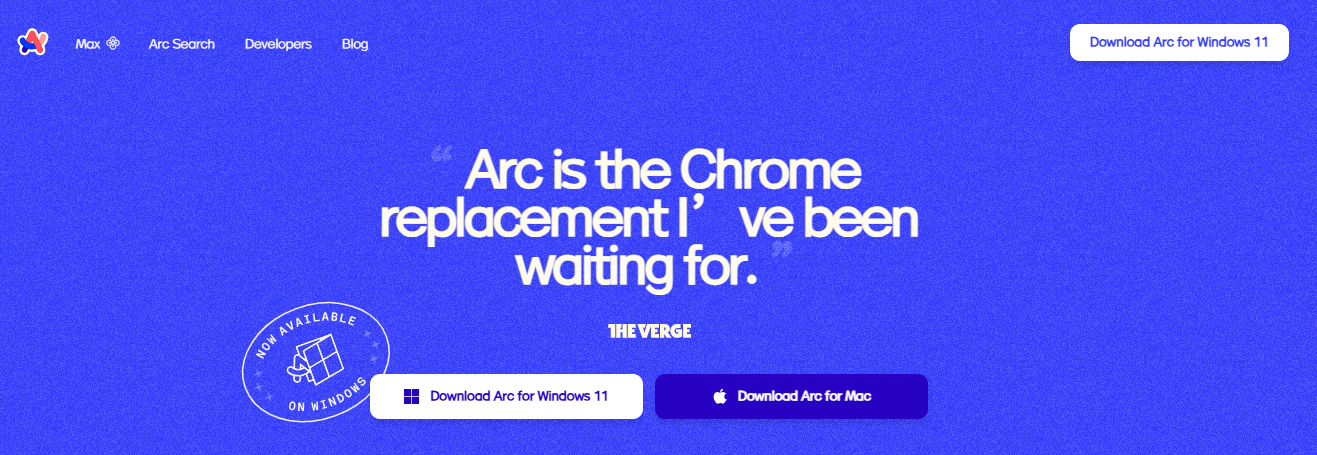 Max
Arc Search
Developers
Blog
Download Arc for Windows 11
“ Arc is the Chrome
replacement I’ve been
waiting for. ”
THE VERGE
NOW AVAILABLE
ON WINDOWS
Download Arc for Windows 11
Download Arc for Mac